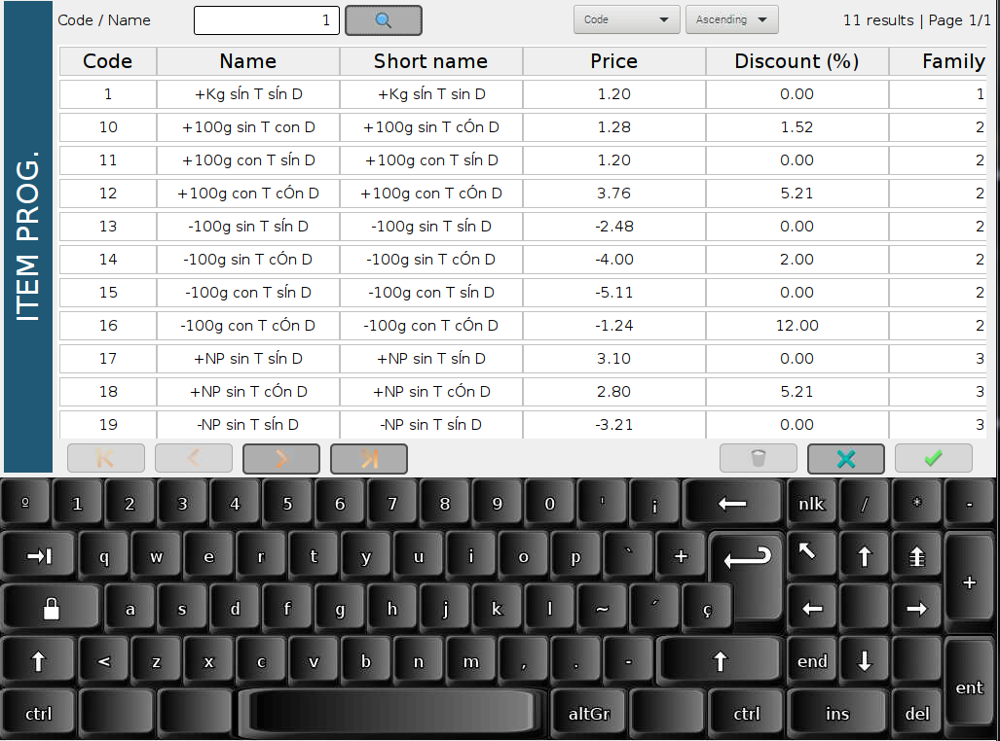 Code / Name 1 Code Ascending 11 results | Page 1/1
ITEM PROG.
Code Name Short name Price Discount (%) Family
1 +Kg sÍn T sÍn D +Kg sÍn T sin D 1.20 0.00 1
10 +100g sin T con D +100g sin T cÓn D 1.28 1.52 2
11 +100g con T sÍn D +100g con T sÍn D 1.20 0.00 2
12 +100g con T cÓn D +100g con T cÓn D 3.76 5.21 2
13 -100g sin T sÍn D -100g sin T sÍn D -2.48 0.00 2
14 -100g sin T cÓn D -100g sin T cÓn D -4.00 2.00 2
15 -100g con T sÍn D -100g con T sÍn D -5.11 0.00 2
16 -100g con T cÓn D -100g con T cÓn D -1.24 12.00 2
17 +NP sin T sÍn D +NP sin T sÍn D 3.10 0.00 3
18 +NP sin T cÓn D +NP sin T cÓn D 2.80 5.21 3
19 -NP sin T sÍn D -NP sin T sÍn D -3.21 0.00 3
º 1 2 3 4 5 6 7 8 9 0 ' ¡ nlk / * -
q w e r t y u i o p ` + +
a s d f g h j k l ~ ´ ç
< z x c v b n m , . - end ent
ctrl altGr ctrl ins del